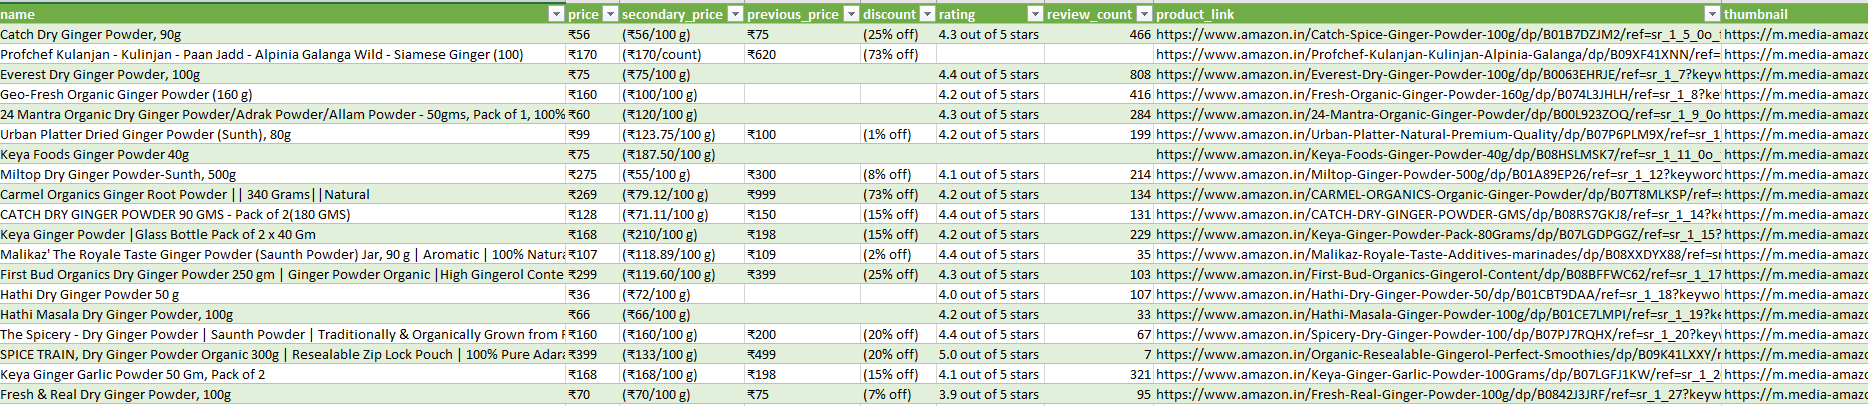 name price secondary_price previous_price discount rating review_count product_link thumbnail
Catch Dry Ginger Powder, 90g ₹56 (₹56/100 g) ₹75 (25% off) 4.3 out of 5 stars 466 https://www.amazon.in/Catch-Spice-Ginger-Powder-100g/dp/B01B7DZJM2/ref=sr_1_5_0o_ https://m.media-amazo
Profchef Kulanjan - Kulinjan - Paan Jadd - Alpinia Galanga Wild - Siamese Ginger (100) ₹170 (₹170/count) ₹620 (73% off) https://www.amazon.in/Profchef-Kulanjan-Kulinjan-Alpinia-Galanga/dp/B09XF41XNN/ref= https://m.media-amazo
Everest Dry Ginger Powder, 100g ₹75 (₹75/100 g) 4.4 out of 5 stars 808 https://www.amazon.in/Everest-Dry-Ginger-Powder-100g/dp/B0063EHRJE/ref=sr_1_7?keyw https://m.media-amazo
Geo-Fresh Organic Ginger Powder (160 g) ₹160 (₹100/100 g) 4.2 out of 5 stars 416 https://www.amazon.in/Fresh-Organic-Ginger-Powder-160g/dp/B074L3JHLH/ref=sr_1_8?ke https://m.media-amazo
24 Mantra Organic Dry Ginger Powder/Adrak Powder/Allam Powder - 50gms, Pack of 1, 100% ₹60 (₹120/100 g) 4.3 out of 5 stars 284 https://www.amazon.in/24-Mantra-Organic-Ginger-Powder/dp/B00L923ZOQ/ref=sr_1_9_0o https://m.media-amazo
Urban Platter Dried Ginger Powder (Sunth), 80g ₹99 (₹123.75/100 g) ₹100 (1% off) 4.2 out of 5 stars 199 https://www.amazon.in/Urban-Platter-Natural-Premium-Quality/dp/B07P6PLM9X/ref=sr_1 https://m.media-amazo
Keya Foods Ginger Powder 40g ₹75 (₹187.50/100 g) https://www.amazon.in/Keya-Foods-Ginger-Powder-40g/dp/B08HSLMSK7/ref=sr_1_11_0o_ https://m.media-amazo
Miltop Dry Ginger Powder-Sunth, 500g ₹275 (₹55/100 g) ₹300 (8% off) 4.1 out of 5 stars 214 https://www.amazon.in/Miltop-Ginger-Powder-500g/dp/B01A89EP26/ref=sr_1_12?keyword https://m.media-amazo
Carmel Organics Ginger Root Powder || 340 Grams||Natural ₹269 (₹79.12/100 g) ₹999 (73% off) 4.2 out of 5 stars 134 https://www.amazon.in/CARMEL-ORGANICS-Organic-Ginger-Powder/dp/B07T8MLKSP/ref=s https://m.media-amazo
CATCH DRY GINGER POWDER 90 GMS - Pack of 2(180 GMS) ₹128 (₹71.11/100 g) ₹150 (15% off) 4.4 out of 5 stars 131 https://www.amazon.in/CATCH-DRY-GINGER-POWDER-GMS/dp/B08RS7GKJ8/ref=sr_1_14?ke https://m.media-amazo
Keya Ginger Powder |Glass Bottle Pack of 2 x 40 Gm ₹168 (₹210/100 g) ₹198 (15% off) 4.2 out of 5 stars 229 https://www.amazon.in/Keya-Ginger-Powder-Pack-80Grams/dp/B07LGDPGGZ/ref=sr_1_15? https://m.media-amazo
Malikaz' The Royale Taste Ginger Powder (Saunth Powder) Jar, 90 g | Aromatic | 100% Natura ₹107 (₹118.89/100 g) ₹109 (2% off) 4.4 out of 5 stars 35 https://www.amazon.in/Malikaz-Royale-Taste-Additives-marinades/dp/B08XXDYX88/ref=s https://m.media-amazo
First Bud Organics Dry Ginger Powder 250 gm | Ginger Powder Organic |High Gingerol Conte ₹299 (₹119.60/100 g) ₹399 (25% off) 4.3 out of 5 stars 103 https://www.amazon.in/First-Bud-Organics-Gingerol-Content/dp/B08BFFWC62/ref=sr_1_17 https://m.media-amazo
Hathi Dry Ginger Powder 50 g ₹36 (₹72/100 g) 4.0 out of 5 stars 107 https://www.amazon.in/Hathi-Dry-Ginger-Powder-50/dp/B01CBT9DAA/ref=sr_1_18?keywo https://m.media-amazo
Hathi Masala Dry Ginger Powder, 100g ₹66 (₹66/100 g) 4.2 out of 5 stars 33 https://www.amazon.in/Hathi-Masala-Ginger-Powder-100g/dp/B01CE7LMPI/ref=sr_1_19?k https://m.media-amazo
The Spicery - Dry Ginger Powder | Saunth Powder | Traditionally & Organically Grown from F ₹160 (₹160/100 g) ₹200 (20% off) 4.4 out of 5 stars 67 https://www.amazon.in/Spicery-Dry-Ginger-Powder-100/dp/B07PJ7RQHX/ref=sr_1_20?key https://m.media-amazo
SPICE TRAIN, Dry Ginger Powder Organic 300g | Resealable Zip Lock Pouch | 100% Pure Adara ₹399 (₹133/100 g) ₹499 (20% off) 5.0 out of 5 stars 7 https://www.amazon.in/Organic-Resealable-Gingerol-Perfect-Smoothies/dp/B09K41LXXY/r https://m.media-amazo
Keya Ginger Garlic Powder 50 Gm, Pack of 2 ₹168 (₹168/100 g) ₹198 (15% off) 4.1 out of 5 stars 321 https://www.amazon.in/Keya-Ginger-Garlic-Powder-100Grams/dp/B07LGFJ1KW/ref=sr_1_2 https://m.media-amazo
Fresh & Real Dry Ginger Powder, 100g ₹70 (₹70/100 g) ₹75 (7% off) 3.9 out of 5 stars 95 https://www.amazon.in/Fresh-Real-Ginger-Powder-100g/dp/B0842J3JRF/ref=sr_1_27?key https://m.media-amazo